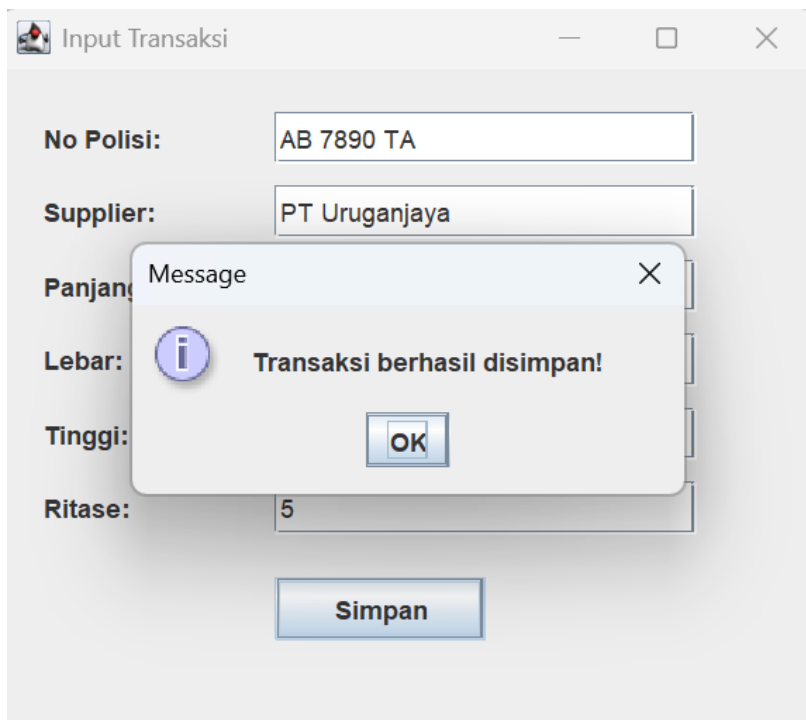 Input Transaksi
No Polisi: AB 7890 TA
Supplier: PT Uruganjaya
Message
Transaksi berhasil disimpan!
OK
Lebar:
Tinggi:
Ritase: 5
Simpan